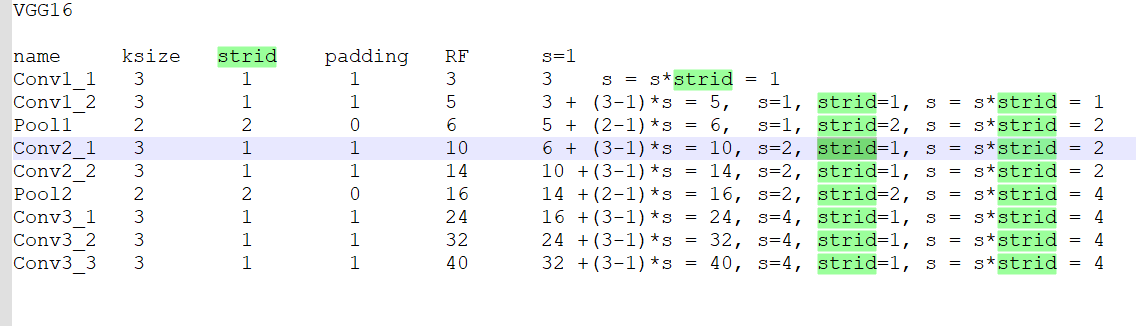 VGG16
name ksize strid padding RF s=1
Conv1_1 3 1 1 3 3 s = s*strid = 1
Conv1_2 3 1 1 5 3 + (3-1)*s = 5, s=1, strid=1, s = s*strid = 1
Pool1 2 2 0 6 5 + (2-1)*s = 6, s=1, strid=2, s = s*strid = 2
Conv2_1 3 1 1 10 6 + (3-1)*s = 10, s=2, strid=1, s = s*strid = 2
Conv2_2 3 1 1 14 10 +(3-1)*s = 14, s=2, strid=1, s = s*strid = 2
Pool2 2 2 0 16 14 +(2-1)*s = 16, s=2, strid=2, s = s*strid = 4
Conv3_1 3 1 1 24 16 +(3-1)*s = 24, s=4, strid=1, s = s*strid = 4
Conv3_2 3 1 1 32 24 +(3-1)*s = 32, s=4, strid=1, s = s*strid = 4
Conv3_3 3 1 1 40 32 +(3-1)*s = 40, s=4, strid=1, s = s*strid = 4